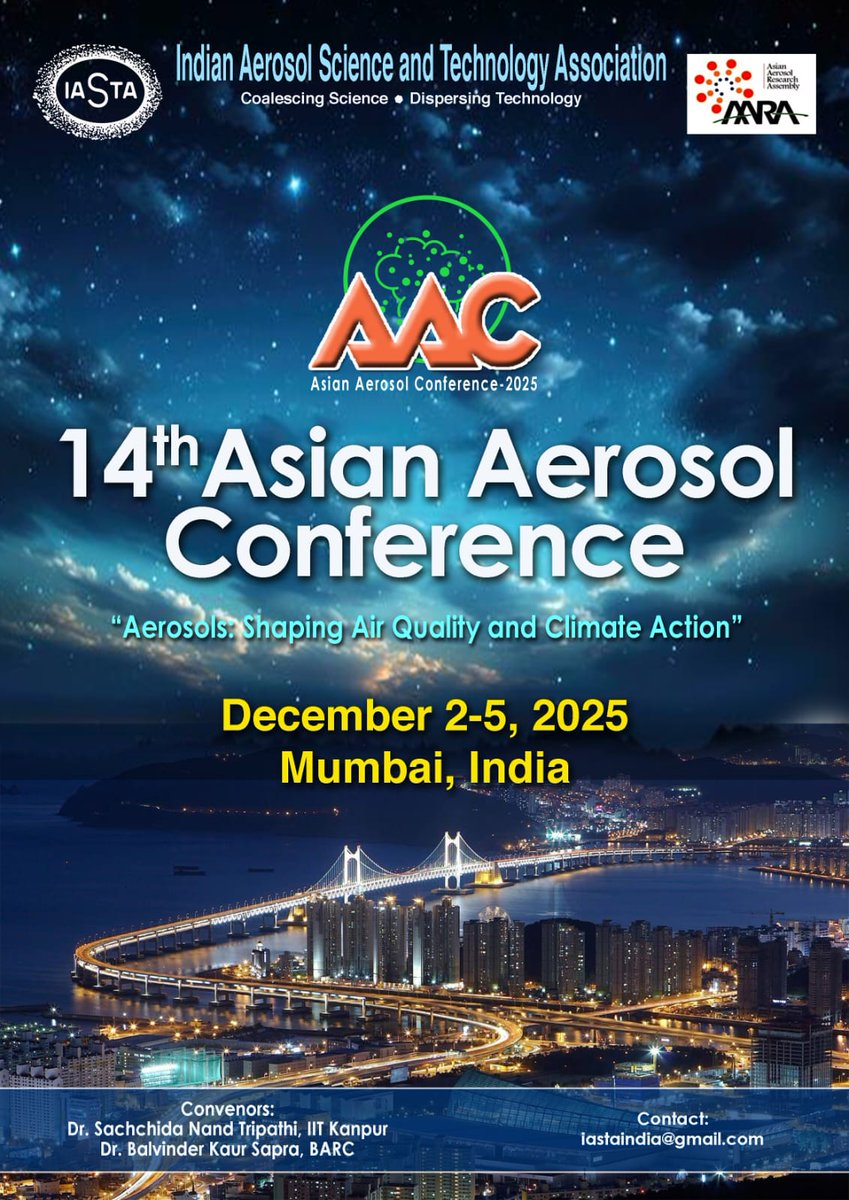 IASTA
Indian Aerosol Science and Technology Association
Coalescing Science ● Dispersing Technology
Asian
Aerosol
Research
Assembly
AARA
AAC
Asian Aerosol Conference-2025
14th Asian Aerosol
Conference
“Aerosols: Shaping Air Quality and Climate Action”
December 2-5, 2025
Mumbai, India
Convenors:
Dr. Sachchida Nand Tripathi, IIT Kanpur
Dr. Balvinder Kaur Sapra, BARC
Contact:
iastaindia@gmail.com